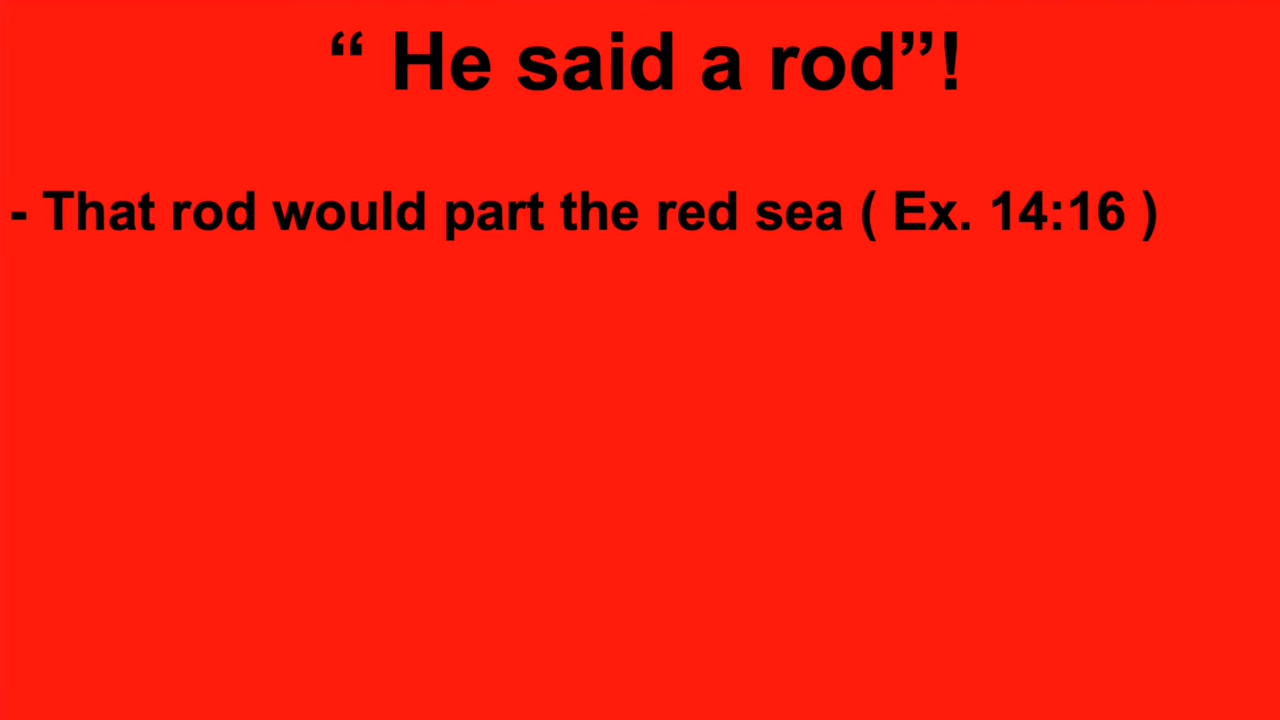 “ He said a rod”!
- That rod would part the red sea ( Ex. 14:16 )